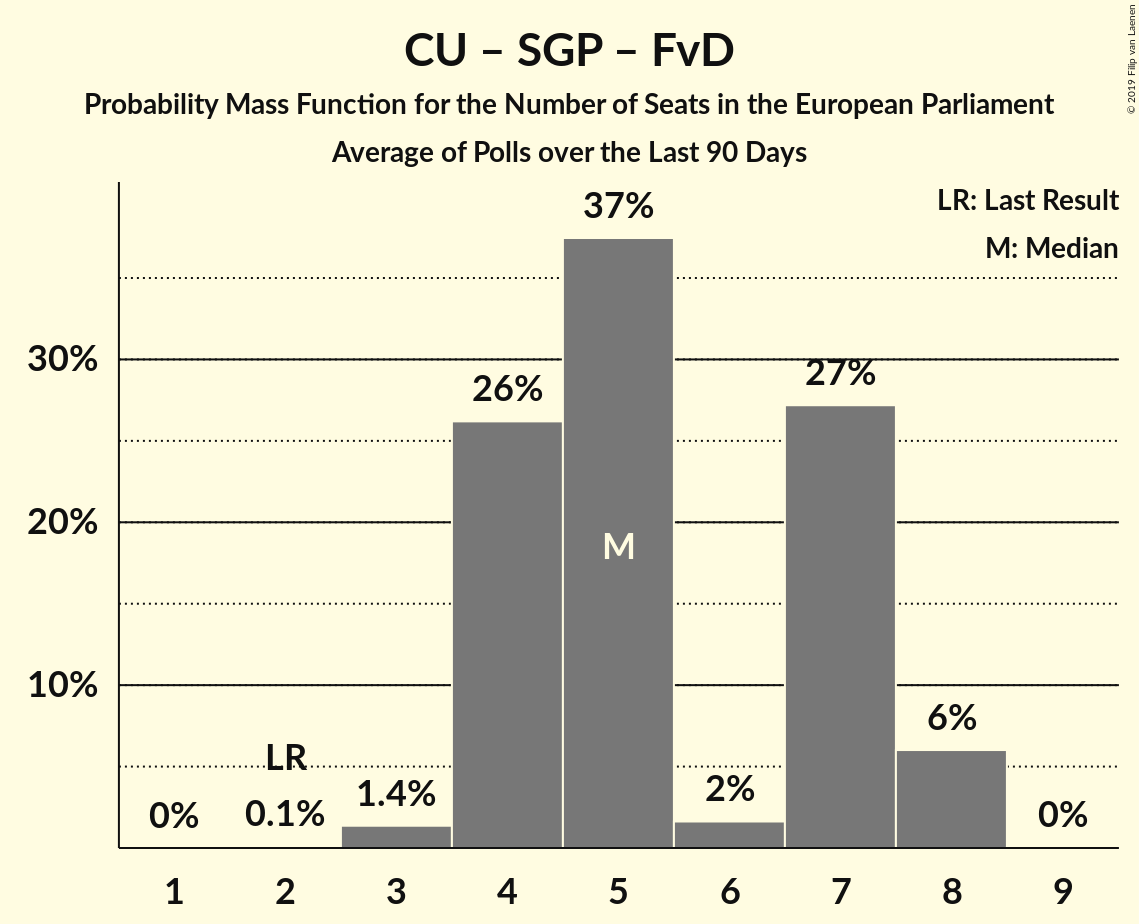 CU – SGP – FvD
Probability Mass Function for the Number of Seats in the European Parliament
Average of Polls over the Last 90 Days
© 2019 Filip van Laenen
LR: Last Result
M: Median
37%
30%
27%
26%
20%
M
10%
6%
LR
2%
1.4%
0%
0.1%
0%
1 2 3 4 5 6 7 8 9